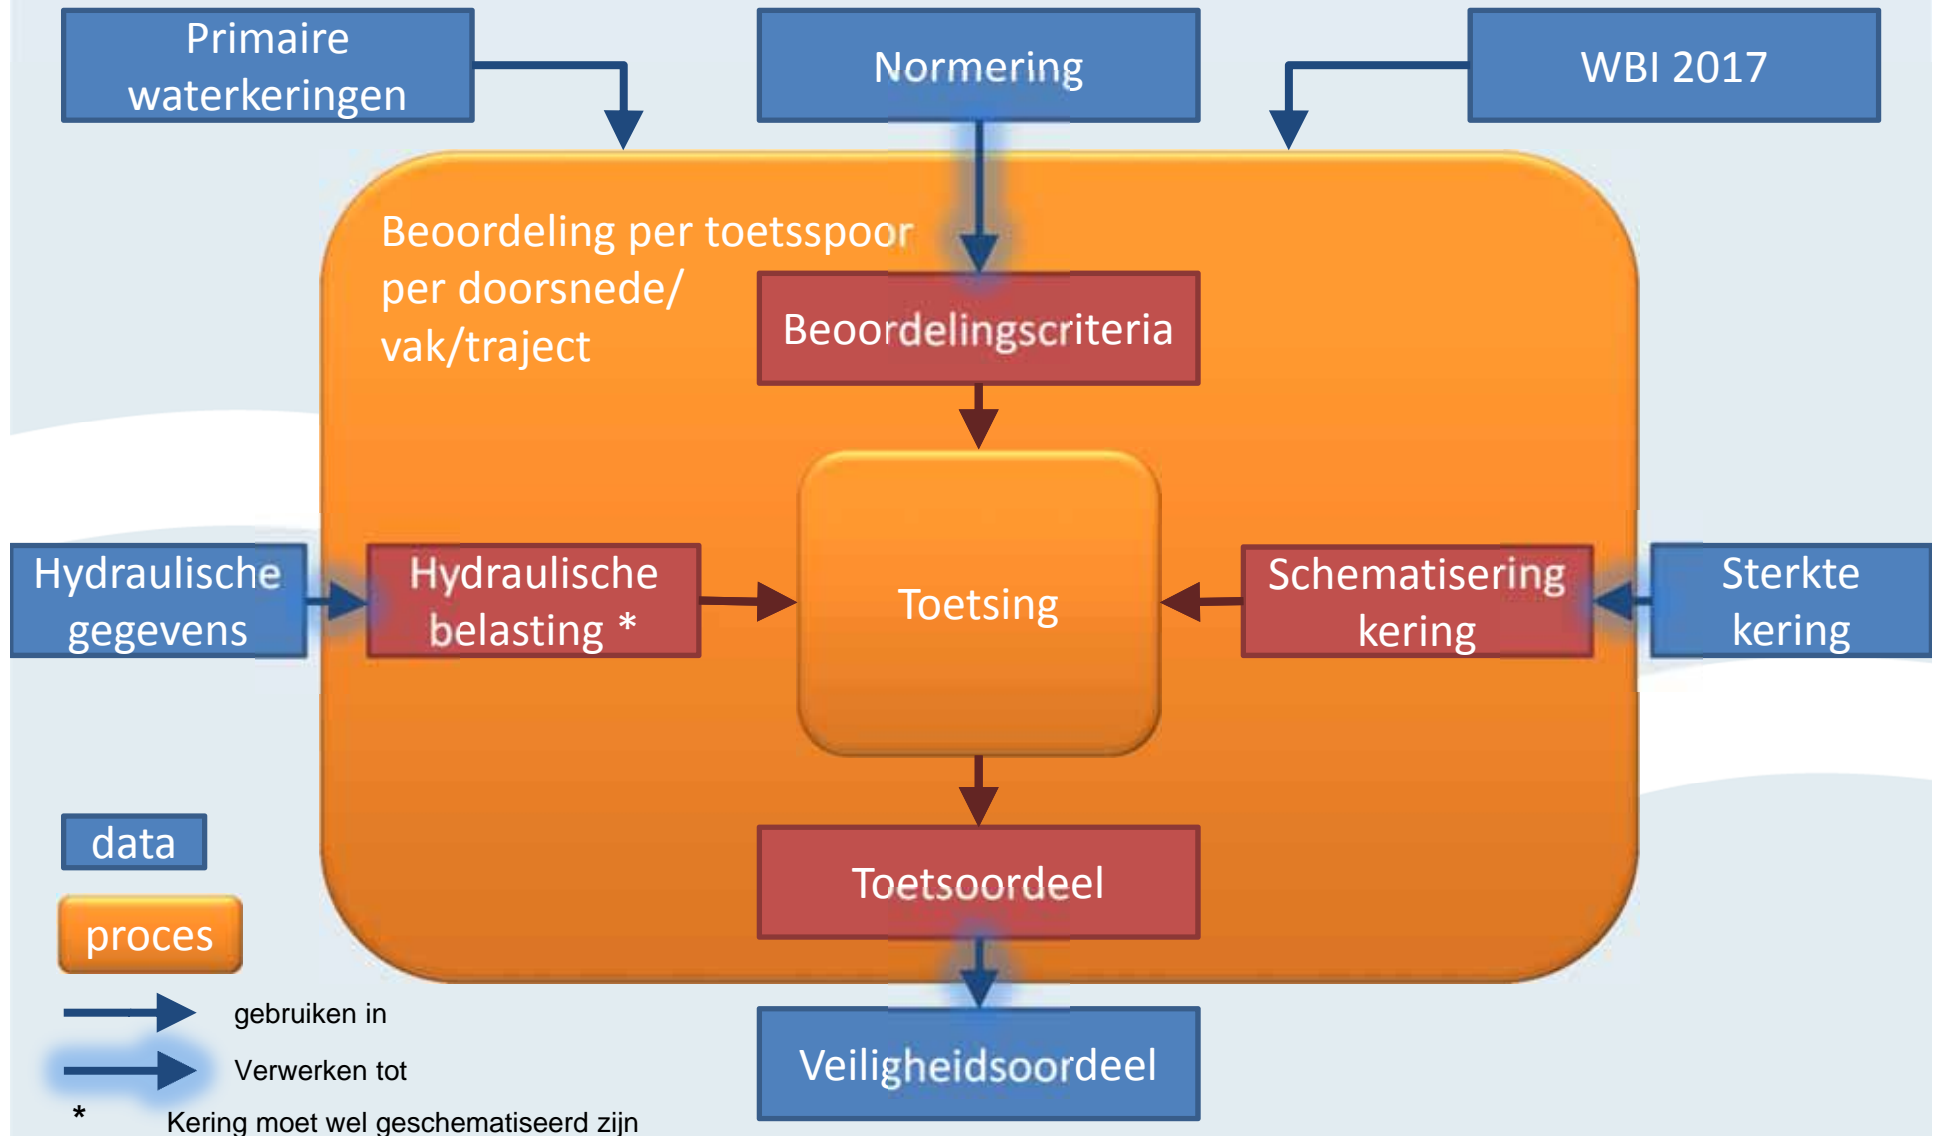 Primaire
waterkeringen
Normering
WBI 2017
Beoordeling per toetsspoor
per doorsnede/
vak/traject
Beoordelingscriteria
Hydraulische
gegevens
Hydraulische
belasting *
Toetsing
Schematisering
kering
Sterkte
kering
data
Toetsoordeel
proces
gebruiken in
Verwerken tot
Veiligheidsoordeel
* Kering moet wel geschematiseerd zijn